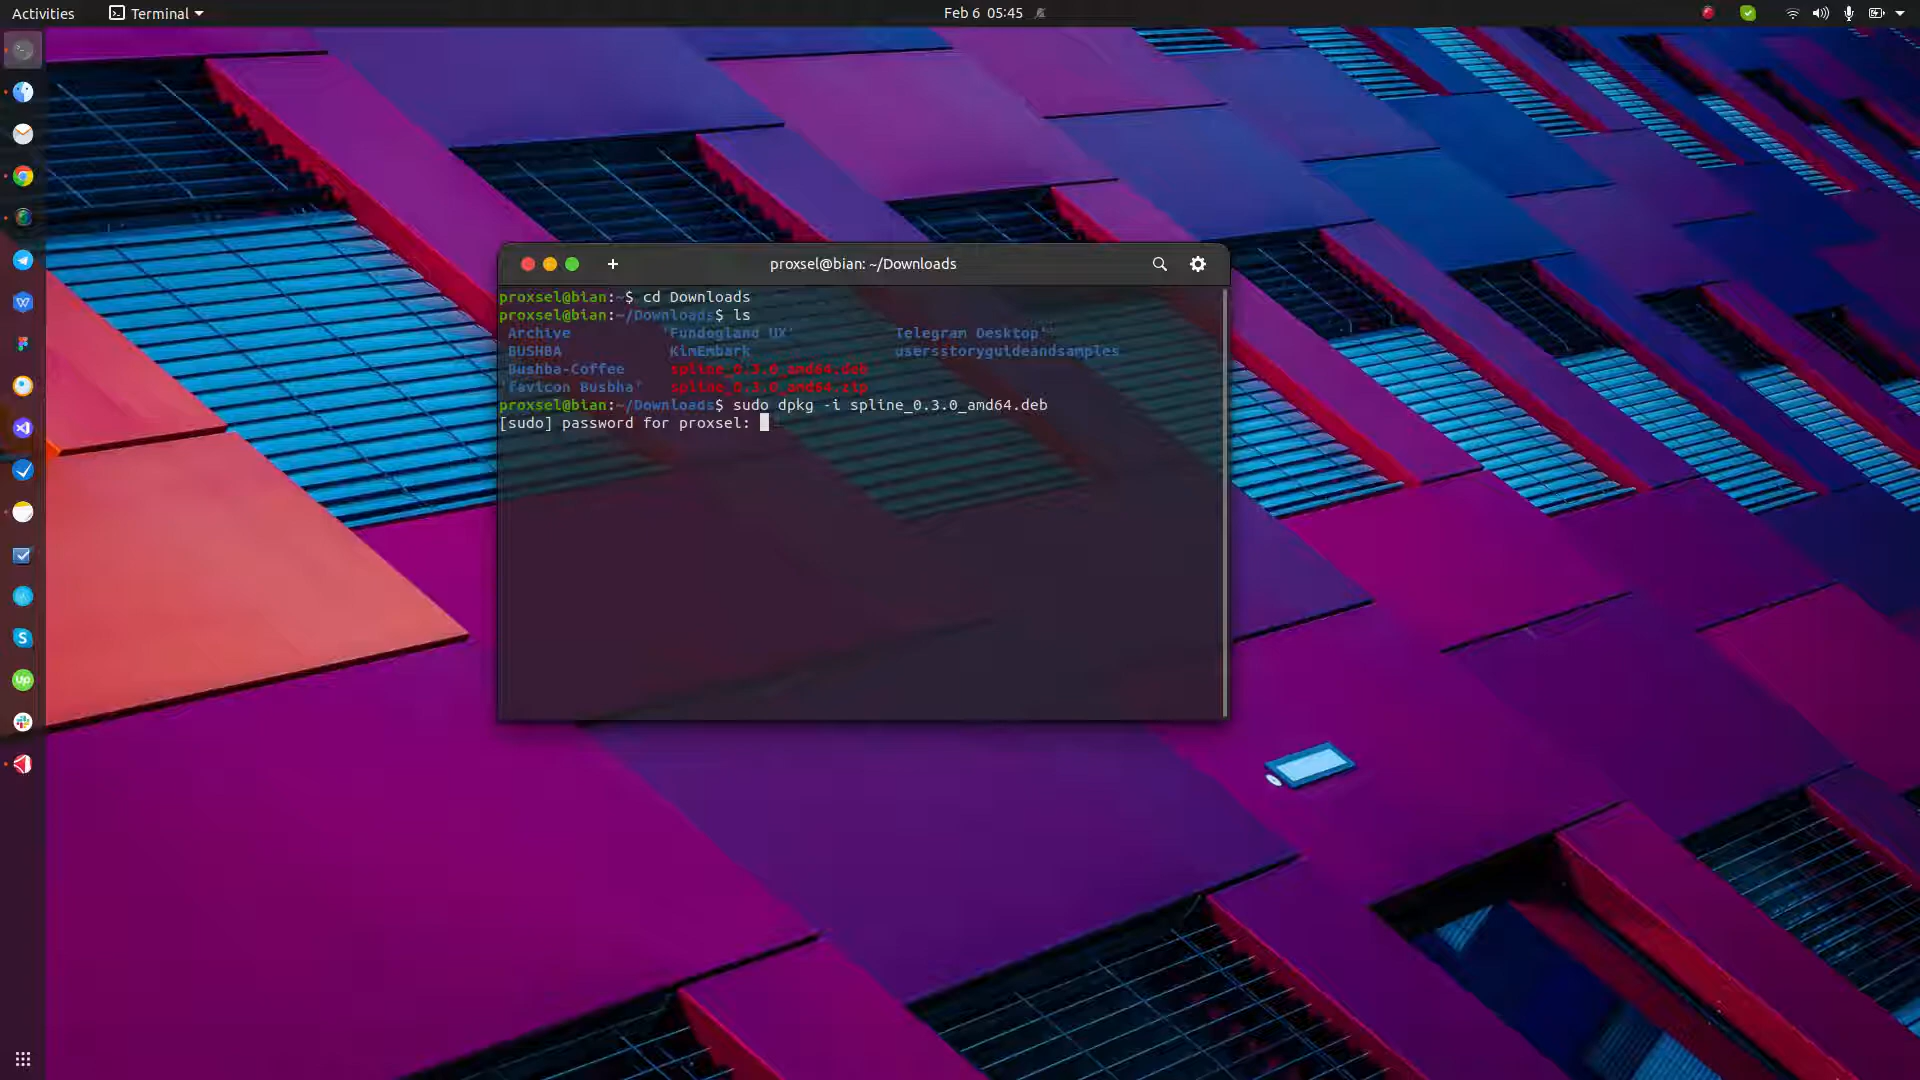 Activities Terminal Feb 6 05:45
proxsel@bian: ~/Downloads
proxsel@bian:~$ cd Downloads
proxsel@bian:~/Downloads$ ls
Archive 'Fundogland UX' 'Telegram Desktop'
BUSHBA KimEmbark usersstoryguideandsamples
Bushba-Coffee spline_0.3.0_amd64.deb
'favicon Busbha' spline_0.3.0_amd64.zip
proxsel@bian:~/Downloads$ sudo dpkg -i spline_0.3.0_amd64.deb
[sudo] password for proxsel:
W
S
up